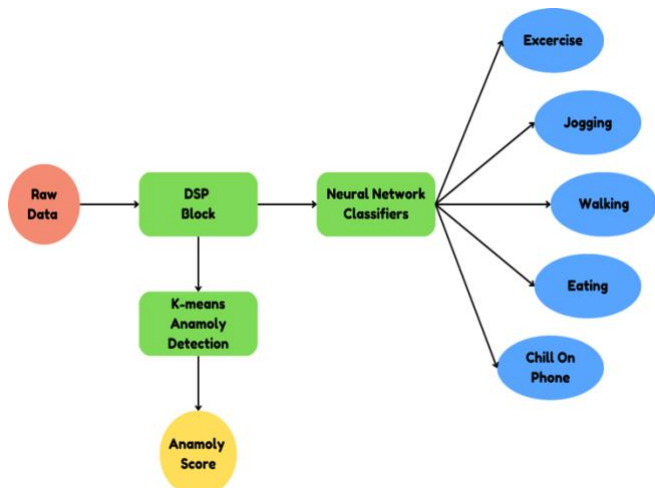 Excercise
Jogging
Raw
Data
DSP
Block
Neural Network
Classifiers
Walking
Eating
K-means
Anamoly
Detection
Chill On
Phone
Anamoly
Score